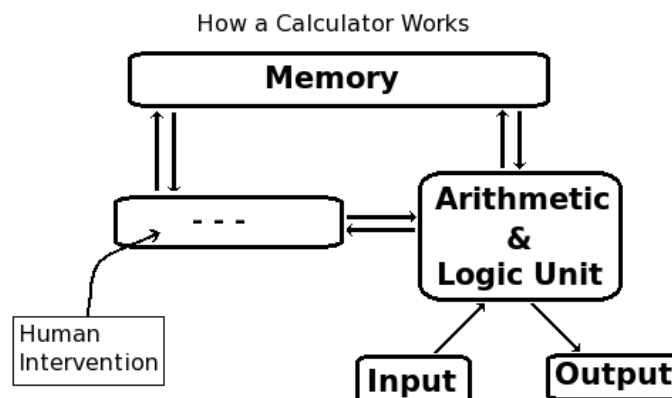 How a Calculator Works
Memory
- - -
Arithmetic
&
Logic Unit
Human
Intervention
Input
Output